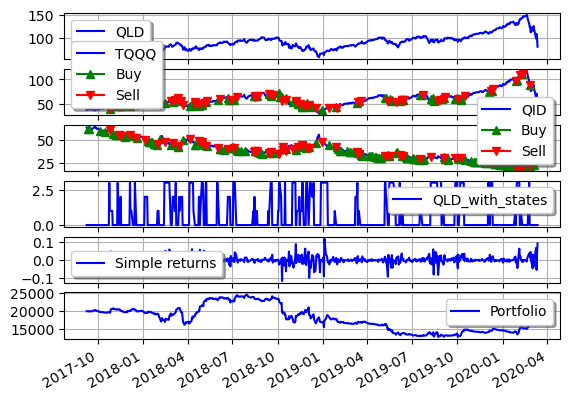 150
100
QLD
TQQQ
Buy
Sell
100
50
QID
Buy
Sell
50
25
2.5
0.0
QLD_with_states
0.1
0.0
−0.1
Simple returns
25000
20000
15000
Portfolio
2017-10
2018-01
2018-04
2018-07
2018-10
2019-01
2019-04
2019-07
2019-10
2020-01
2020-04